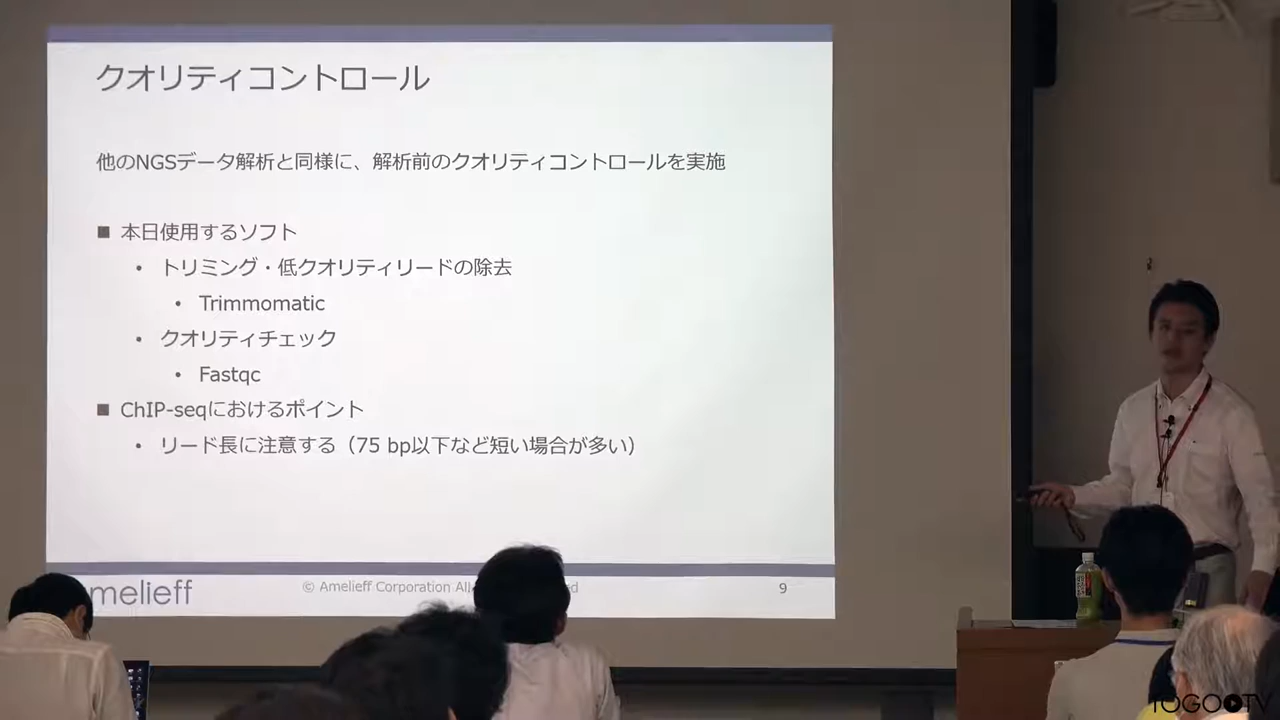 クオリティコントロール
他のNGSデータ解析と同様に、解析前のクオリティコントロールを実施
■ 本日使用するソフト
• トリミング・低クオリティリードの除去
• Trimmomatic
• クオリティチェック
• Fastqc
■ ChIP-seqにおけるポイント
• リード長に注意する（75 bp以下など短い場合が多い）
melieff
© Amelieff Corporation
9
TOGOTV